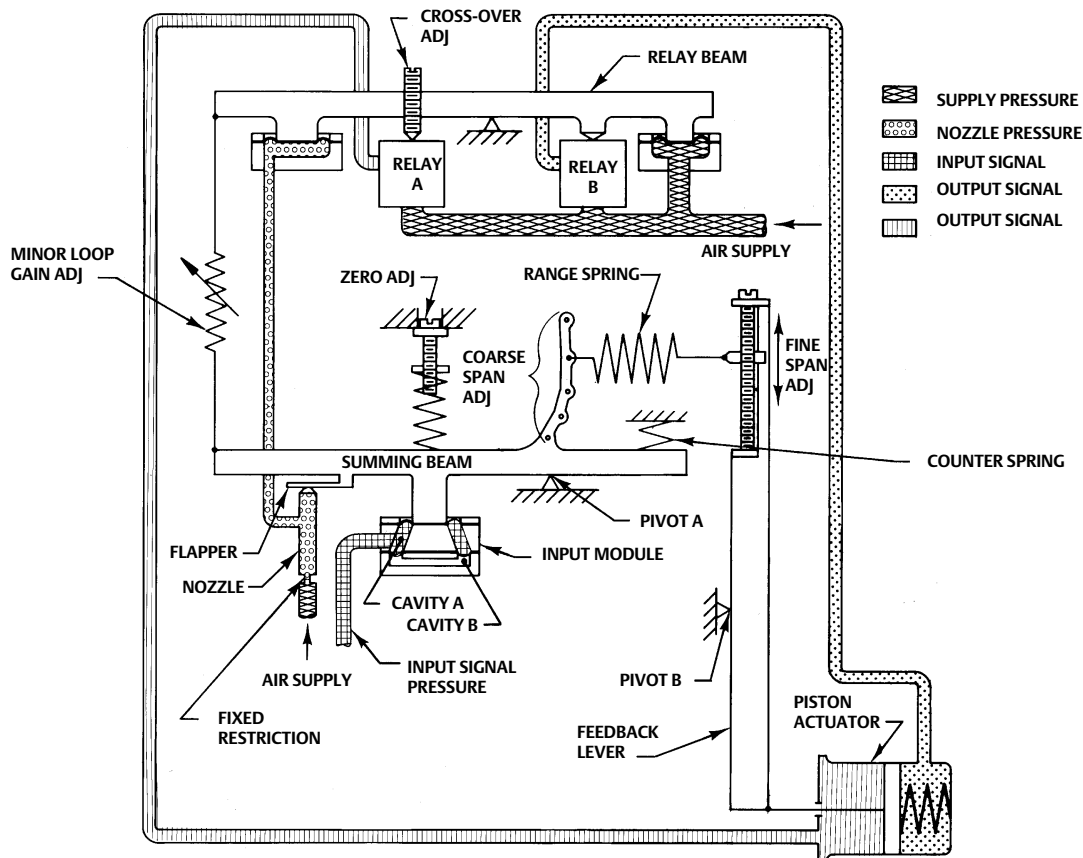 CROSS-OVER
ADJ
RELAY BEAM
SUPPLY PRESSURE
NOZZLE PRESSURE
INPUT SIGNAL
OUTPUT SIGNAL
OUTPUT SIGNAL
RELAY
A
RELAY
B
AIR SUPPLY
MINOR LOOP
GAIN ADJ
ZERO ADJ
RANGE SPRING
COARSE
SPAN
ADJ
FINE
SPAN
ADJ
SUMMING BEAM
COUNTER SPRING
PIVOT A
FLAPPER
INPUT MODULE
NOZZLE
CAVITY A
CAVITY B
AIR SUPPLY
INPUT SIGNAL
PRESSURE
PIVOT B
PISTON
ACTUATOR
FIXED
RESTRICTION
FEEDBACK
LEVER